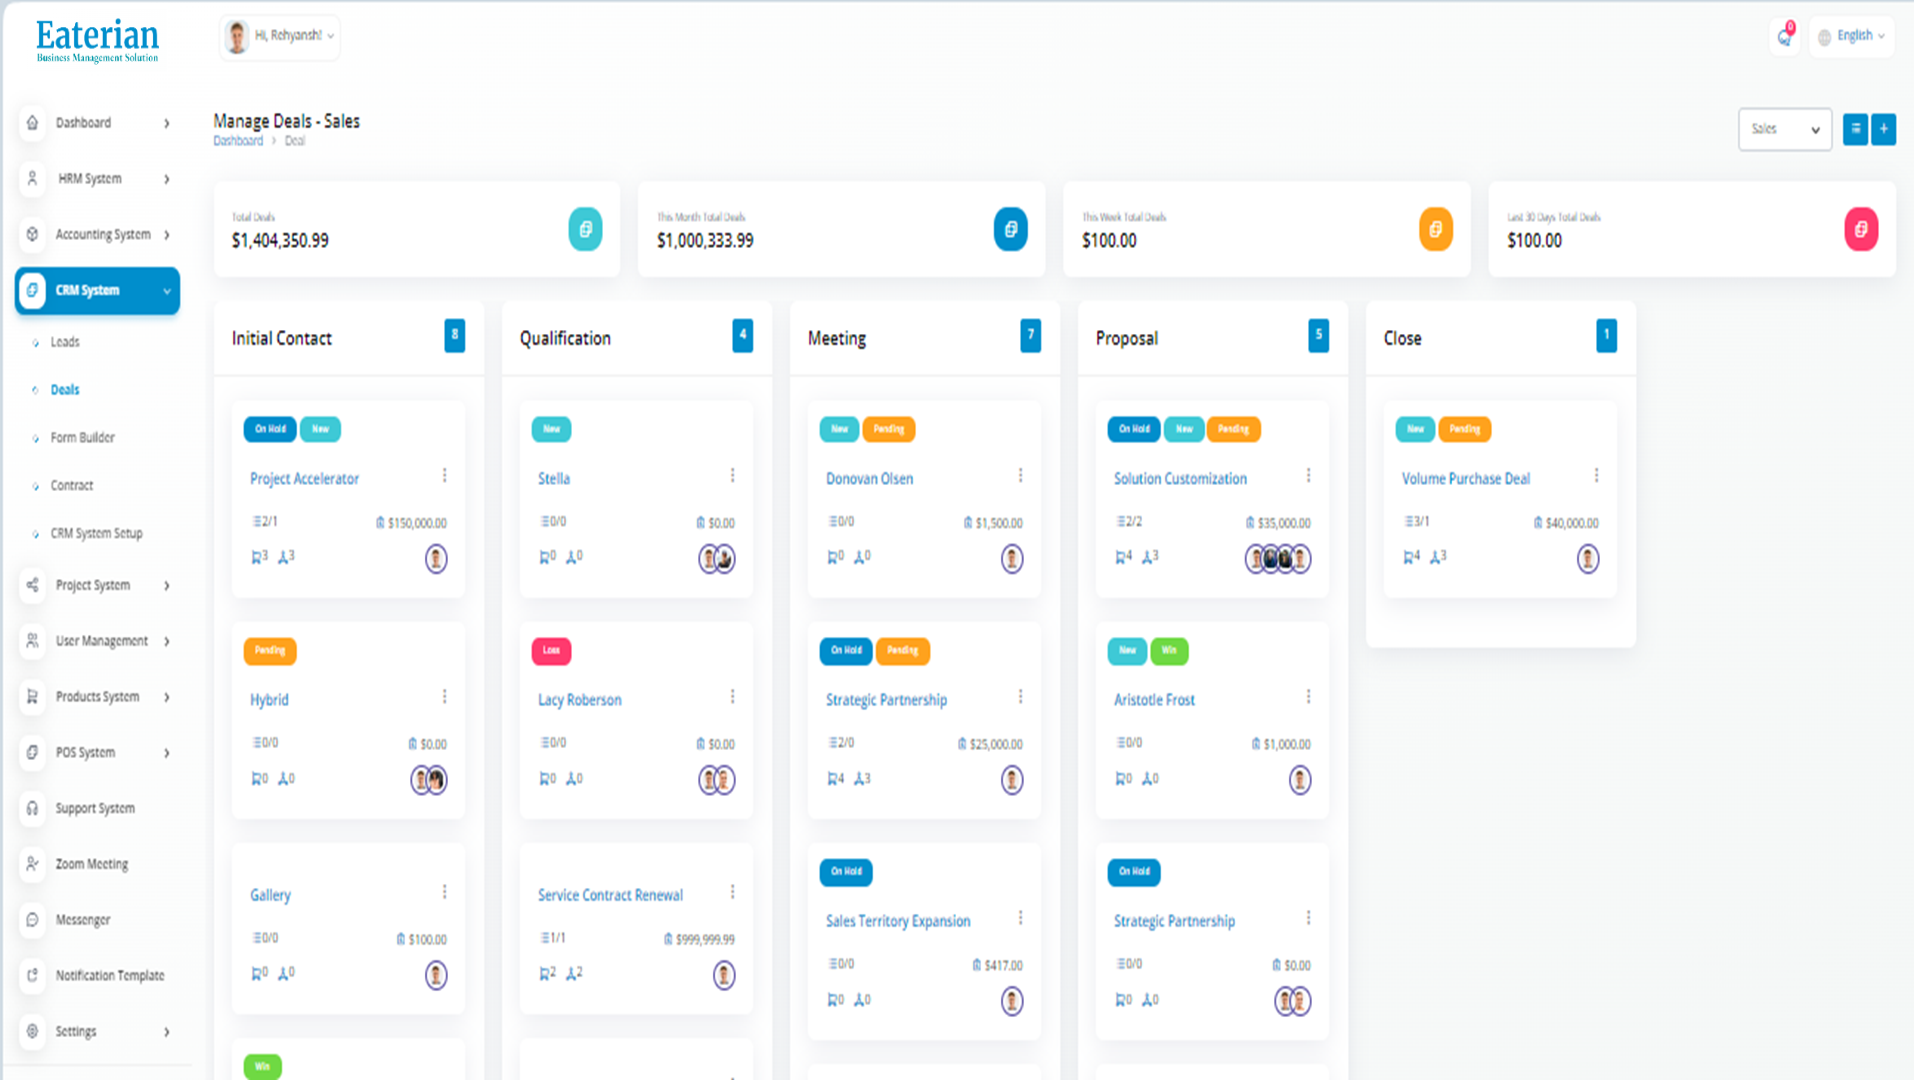 Eaterian
Business Management Solution
Hi, Rehyansh!
0
English
Dashboard
HRM System
Accounting System
CRM System
Leads
Deals
Form Builder
Contract
CRM System Setup
Project System
User Management
Products System
POS System
Support System
Zoom Meeting
Messenger
Notification Template
Settings
Manage Deals - Sales
Dashboard > Deal
Sales
Total Deals
$1,404,350.99
This Month Total Deals
$1,000,333.99
This Week Total Deals
$100.00
Last 30 Days Total Deals
$100.00
Initial Contact 8
On Hold New
Project Accelerator
2/1 $150,000.00
3 3
Pending
Hybrid
0/0 $0.00
0 0
Gallery
0/0 $100.00
0 0
Win
Qualification 4
New
Stella
0/0 $0.00
0 0
Loss
Lacy Roberson
0/0 $0.00
0 0
Service Contract Renewal
1/1 $999,999.99
2 2
Meeting 7
New Pending
Donovan Olsen
0/0 $1,500.00
0 0
On Hold Pending
Strategic Partnership
2/0 $25,000.00
4 3
On Hold
Sales Territory Expansion
0/0 $417.00
0 0
Proposal 5
On Hold New Pending
Solution Customization
2/2 $35,000.00
4 3
New Win
Aristotle Frost
0/0 $1,000.00
0 0
On Hold
Strategic Partnership
0/0 $0.00
0 0
Close 1
New Pending
Volume Purchase Deal
3/1 $40,000.00
4 3